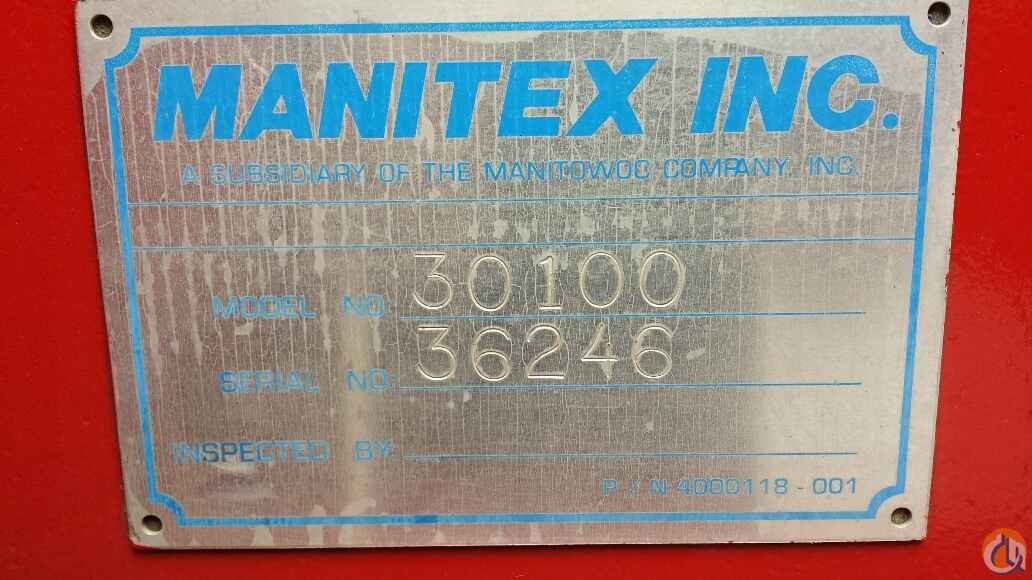 MANITEX INC.
A SUBSIDIARY OF THE MANITOWOC COMPANY, INC.
MODEL NO. 30100
SERIAL NO. 36246
INSPECTED BY:
P / N 4000118 - 001